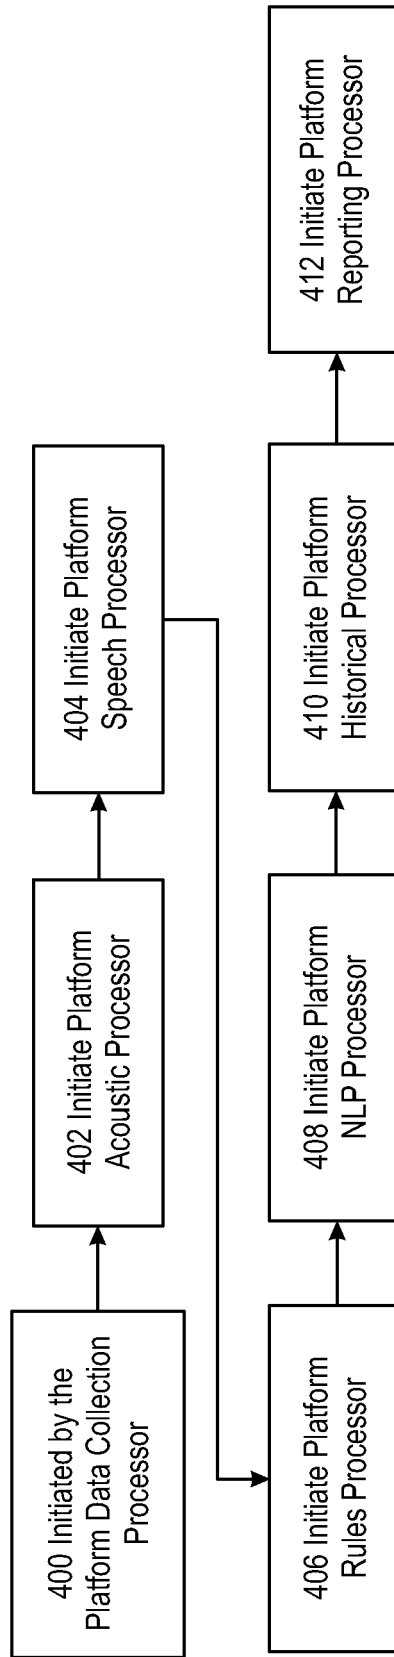 400 Initiated by the
Platform Data Collection
Processor
402 Initiate Platform
Acoustic Processor
404 Initiate Platform
Speech Processor
406 Initiate Platform
Rules Processor
408 Initiate Platform
NLP Processor
410 Initiate Platform
Historical Processor
412 Initiate Platform
Reporting Processor